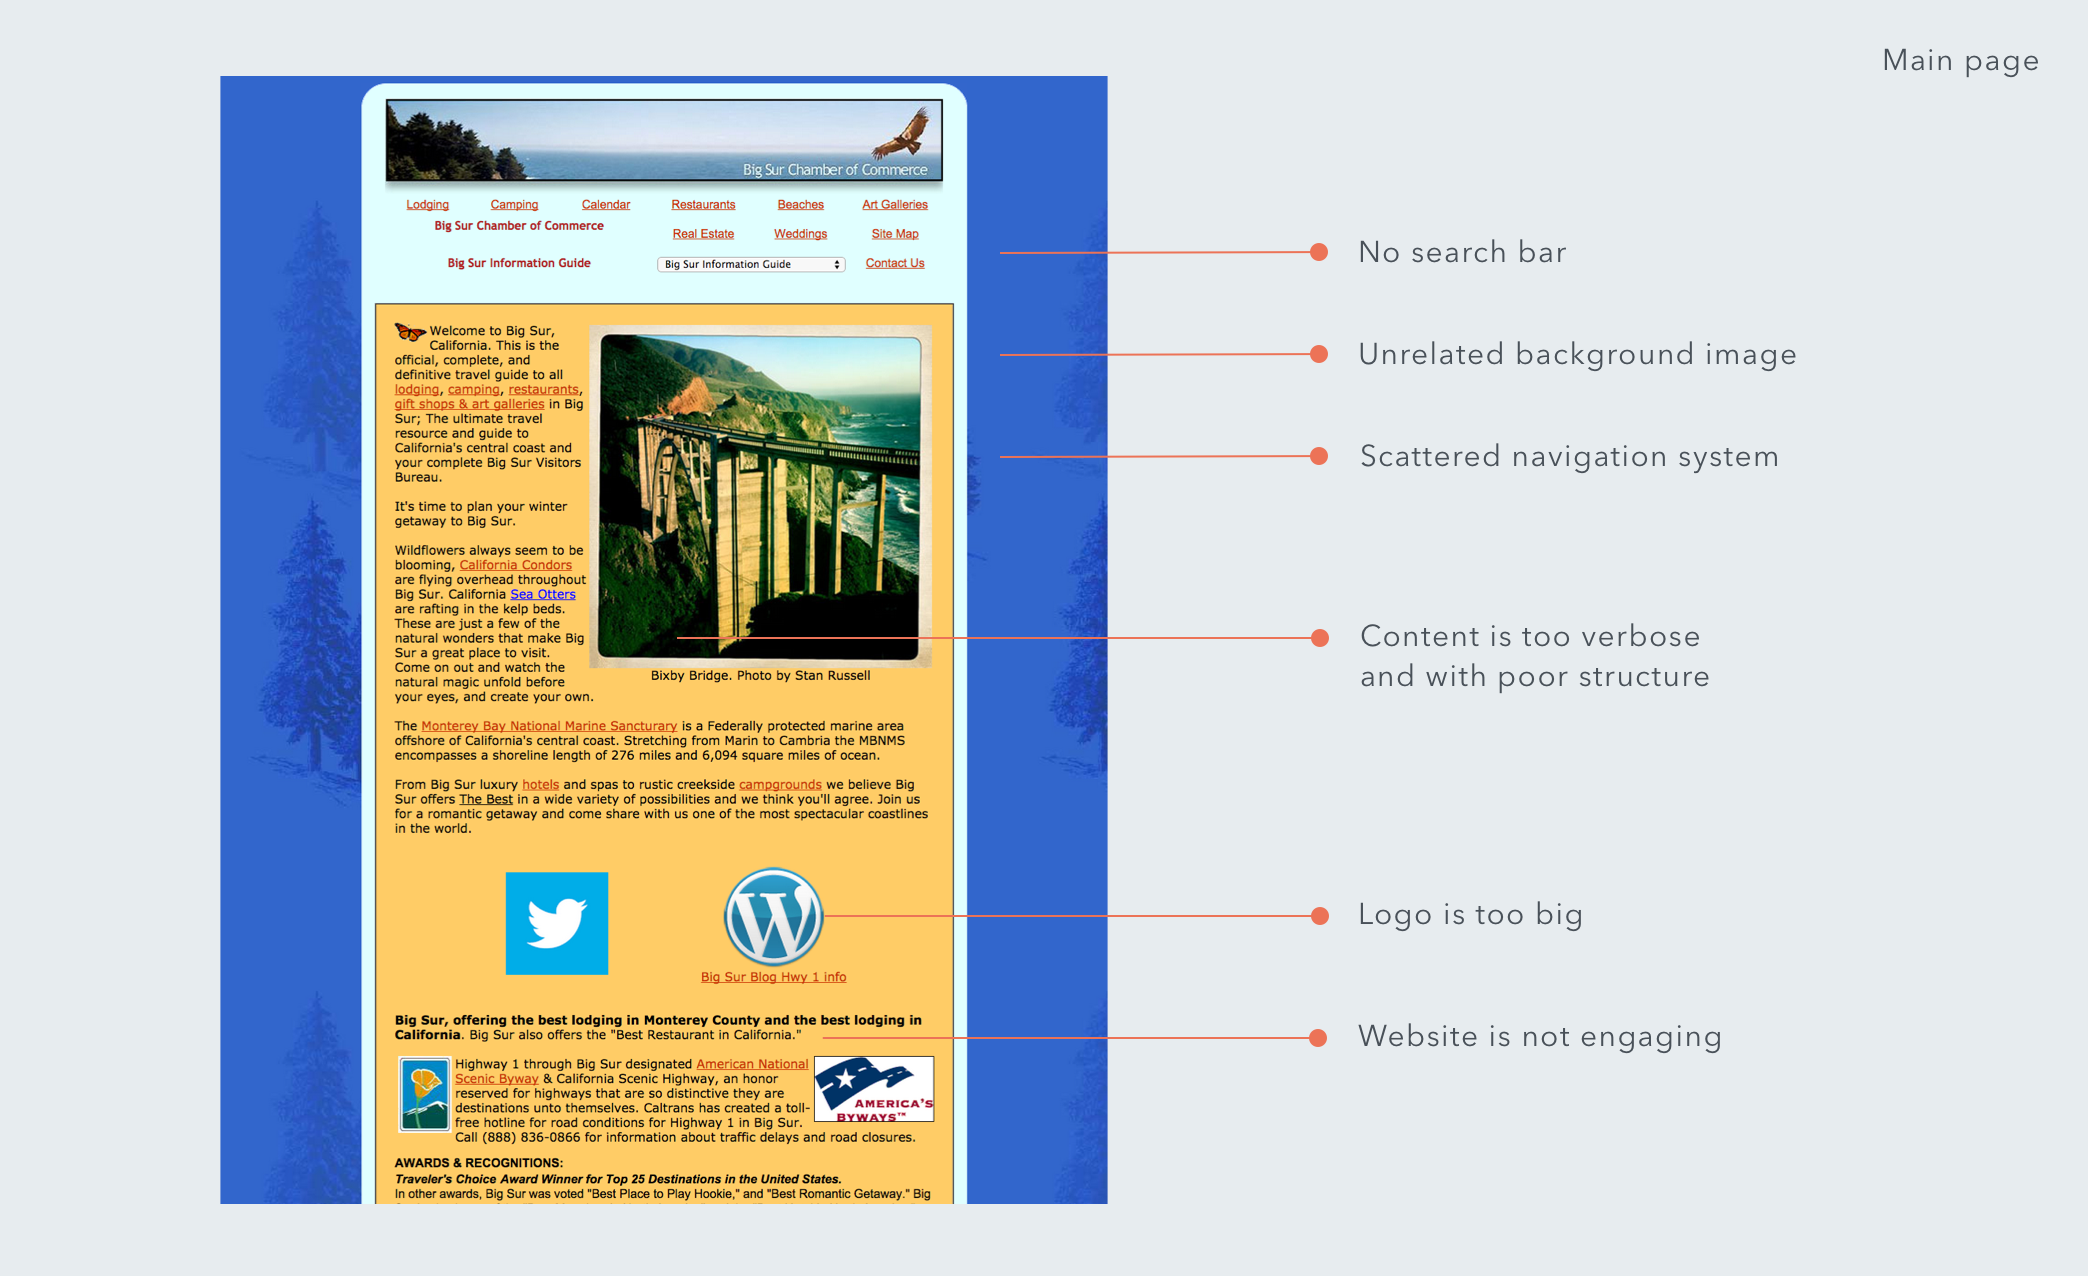 Main page
Big Sur Chamber of Commerce
Lodging Camping Calendar Restaurants Beaches Art Galleries
Big Sur Chamber of Commerce
Real Estate Weddings Site Map
Big Sur Information Guide
Big Sur Information Guide
Contact Us
Welcome to Big Sur,
California. This is the
official, complete, and
definitive travel guide to all
lodging, camping, restaurants,
gift shops & art galleries in Big
Sur; The ultimate travel
resource and guide to
California's central coast and
your complete Big Sur Visitors
Bureau.
It's time to plan your winter
getaway to Big Sur.
Wildflowers always seem to be
blooming, California Condors
are flying overhead throughout
Big Sur. California Sea Otters
are rafting in the kelp beds.
These are just a few of the
natural wonders that make Big
Sur a great place to visit.
Come on out and watch the
natural magic unfold before
your eyes, and create your own.
Bixby Bridge. Photo by Stan Russell
The Monterey Bay National Marine Sancturary is a Federally protected marine area
offshore of California's central coast. Stretching from Marin to Cambria the MBNMS
encompasses a shoreline length of 276 miles and 6,094 square miles of ocean.
From Big Sur luxury hotels and spas to rustic creekside campgrounds we believe Big
Sur offers The Best in a wide variety of possibilities and we think you'll agree. Join us
for a romantic getaway and come share with us one of the most spectacular coastlines
in the world.
W
Big Sur Blog Hwy 1 info
Big Sur, offering the best lodging in Monterey County and the best lodging in
California. Big Sur also offers the "Best Restaurant in California."
Highway 1 through Big Sur designated American National
Scenic Byway & California Scenic Highway, an honor
reserved for highways that are so distinctive they are
destinations unto themselves. Caltrans has created a toll-
free hotline for road conditions for Highway 1 in Big Sur.
Call (888) 836-0866 for information about traffic delays and road closures.
AMERICA'S
BYWAYS™
AWARDS & RECOGNITIONS:
Traveler's Choice Award Winner for Top 25 Destinations in the United States.
In other awards, Big Sur was voted "Best Place to Play Hookie," and "Best Romantic Getaway." Big
No search bar
Unrelated background image
Scattered navigation system
Content is too verbose
and with poor structure
Logo is too big
Website is not engaging